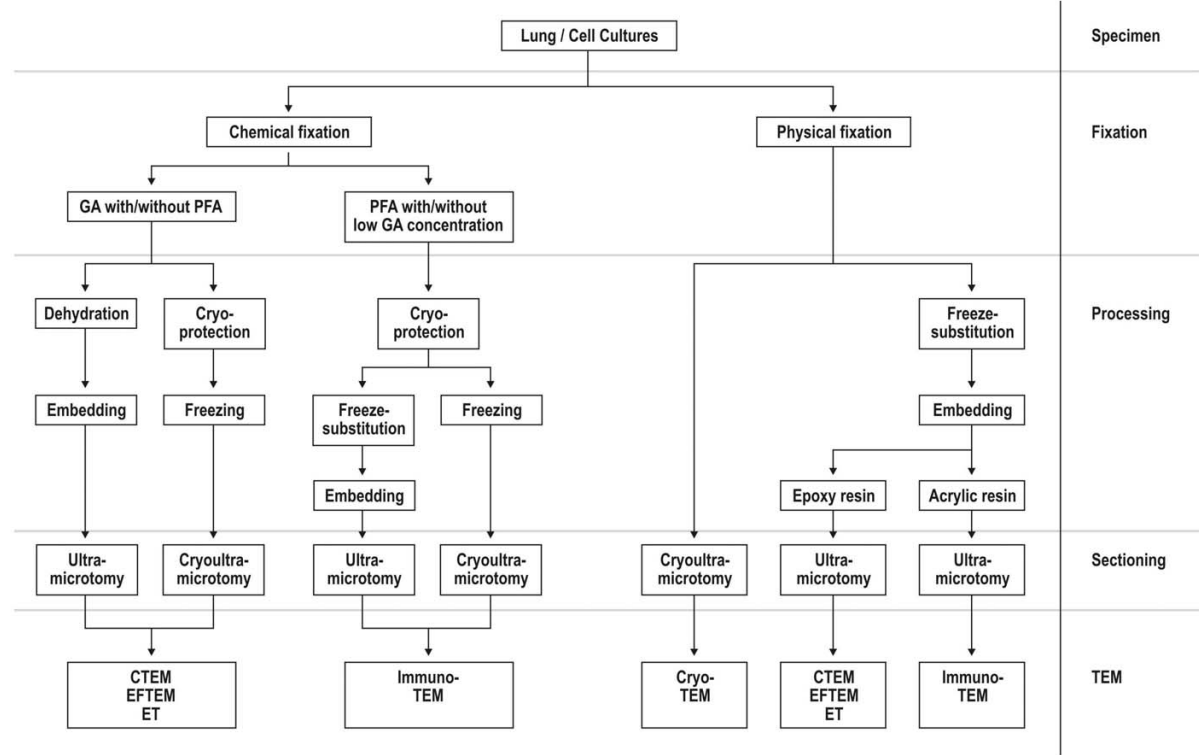 Lung / Cell Cultures
Specimen
Chemical fixation
Physical fixation
Fixation
GA with/without PFA
PFA with/without
low GA concentration
Dehydration
Cryo-
protection
Cryo-
protection
Freeze-
substitution
Processing
Embedding
Freezing
Freeze-
substitution
Freezing
Embedding
Embedding
Epoxy resin
Acrylic resin
Ultra-
microtomy
Cryoultra-
microtomy
Ultra-
microtomy
Cryoultra-
microtomy
Cryoultra-
microtomy
Ultra-
microtomy
Ultra-
microtomy
Sectioning
CTEM
EFTEM
ET
Immuno-
TEM
Cryo-
TEM
CTEM
EFTEM
ET
Immuno-
TEM
TEM